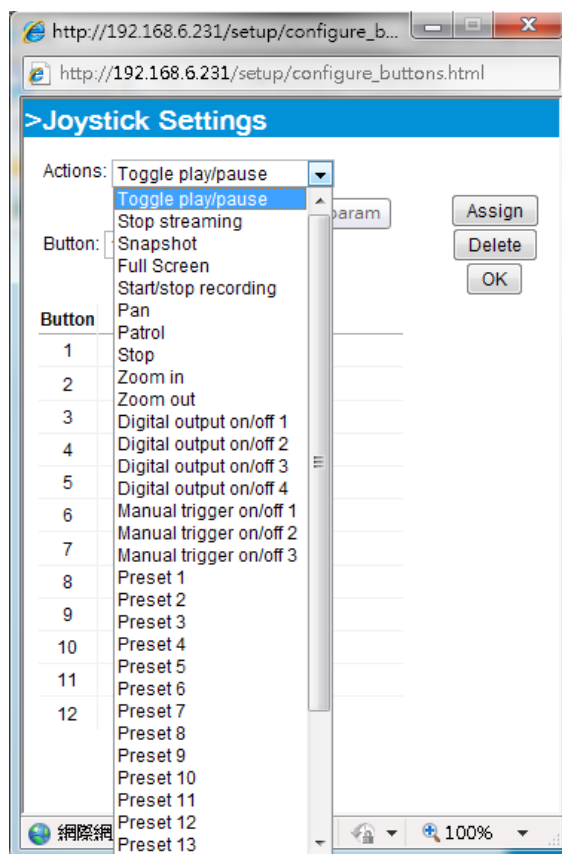 http://192.168.6.231/setup/configure_b...
http://192.168.6.231/setup/configure_buttons.html
>Joystick Settings
Actions: Toggle play/pause
Toggle play/pause
Stop streaming
param
Assign
Button:
Snapshot
Delete
Full Screen
OK
Start/stop recording
Button
Pan
Patrol
1
Stop
2
Zoom in
Zoom out
3
Digital output on/off 1
4
Digital output on/off 2
Digital output on/off 3
5
Digital output on/off 4
6
Manual trigger on/off 1
Manual trigger on/off 2
7
Manual trigger on/off 3
8
Preset 1
Preset 2
9
Preset 3
10
Preset 4
Preset 5
11
Preset 6
12
Preset 7
Preset 8
Preset 9
Preset 10
Preset 11
Preset 12
Preset 13
網際網
100%